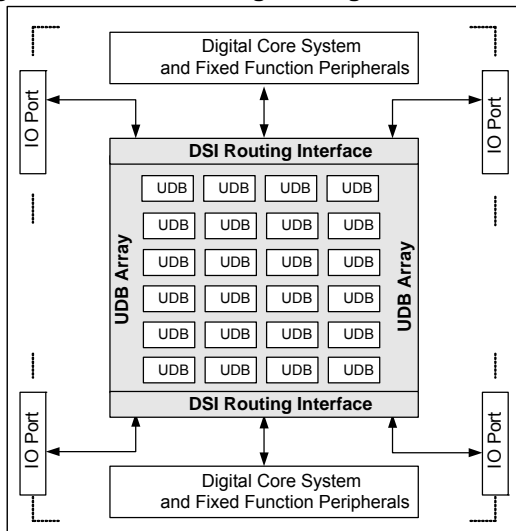 Digital Core System
and Fixed Function Peripherals
IO Port
IO Port
DSI Routing Interface
UDB UDB UDB UDB
UDB UDB UDB UDB
UDB UDB UDB UDB
UDB UDB UDB UDB
UDB UDB UDB UDB
UDB UDB UDB UDB
UDB Array
UDB Array
DSI Routing Interface
IO Port
IO Port
Digital Core System
and Fixed Function Peripherals